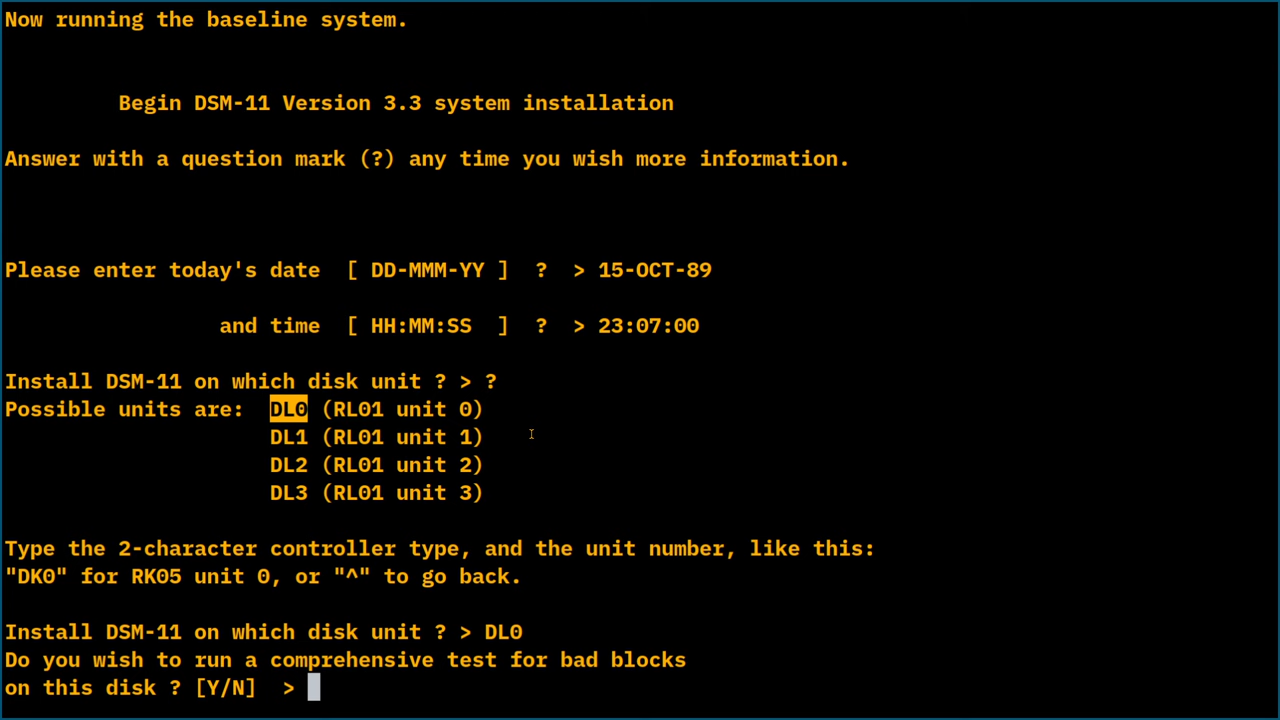 Now running the baseline system.
Begin DSM-11 Version 3.3 system installation
Answer with a question mark (?) any time you wish more information.
Please enter today's date  [ DD-MMM-YY ]  ?  > 15-OCT-89
and time  [ HH:MM:SS  ]  ?  > 23:07:00
Install DSM-11 on which disk unit ? > ?
Possible units are:  DL0 (RL01 unit 0)
DL1 (RL01 unit 1)
DL2 (RL01 unit 2)
DL3 (RL01 unit 3)
Type the 2-character controller type, and the unit number, like this:
"DK0" for RK05 unit 0, or "^" to go back.
Install DSM-11 on which disk unit ? > DL0
Do you wish to run a comprehensive test for bad blocks
on this disk ? [Y/N]  >